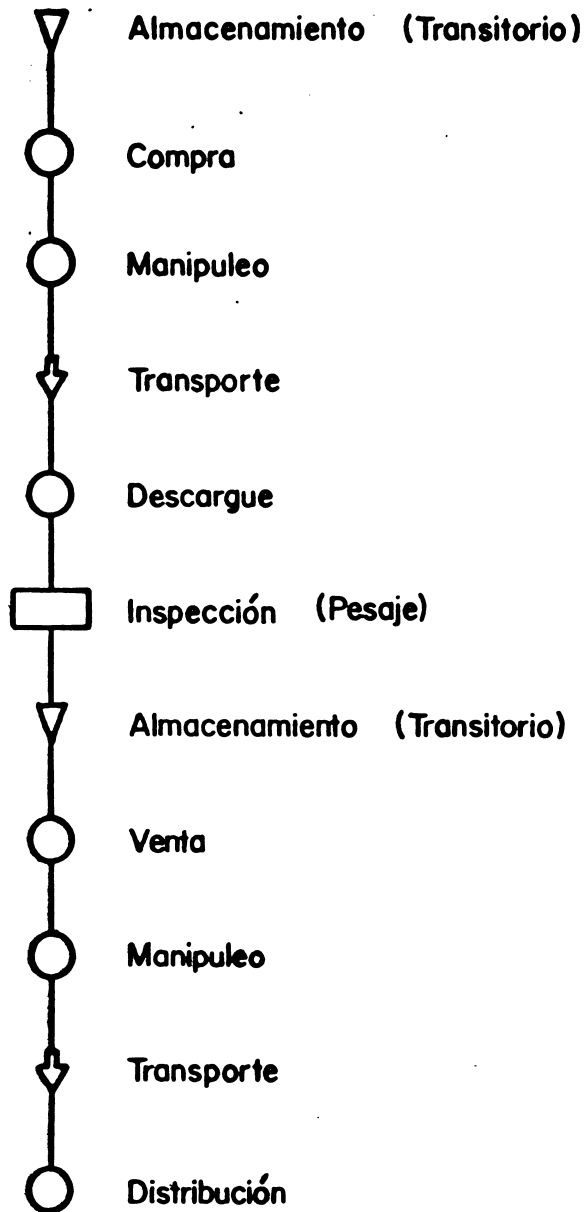 Almacenamiento (Transitorio)
Compra
Manipuleo
Transporte
Descargue
Inspección (Pesaje)
Almacenamiento (Transitorio)
Venta
Manipuleo
Transporte
Distribución